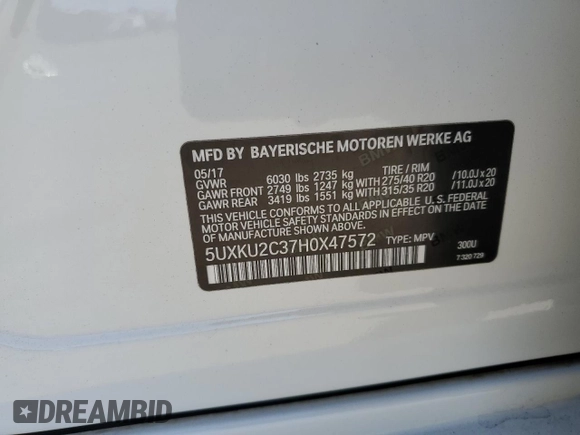 MFD BY BAYERISCHE MOTOREN WERKE AG
05/17 TIRE / RIM
GVWR 6030 lbs 2735 kg
GAWR FRONT 2749 lbs 1247 kg WITH 275/40 R20 /10.0J x 20
GAWR REAR 3419 lbs 1551 kg WITH 315/35 R20 /11.0J x 20
THIS VEHICLE CONFORMS TO ALL APPLICABLE U. S. FEDERAL
MOTOR VEHICLE SAFETY STANDARDS IN EFFECT ON THE
DATE OF MANUFACTURE SHOWN ABOVE.
5UXKU2C37H0X47572 TYPE: MPV 300U
7 320 728
DREAMBID